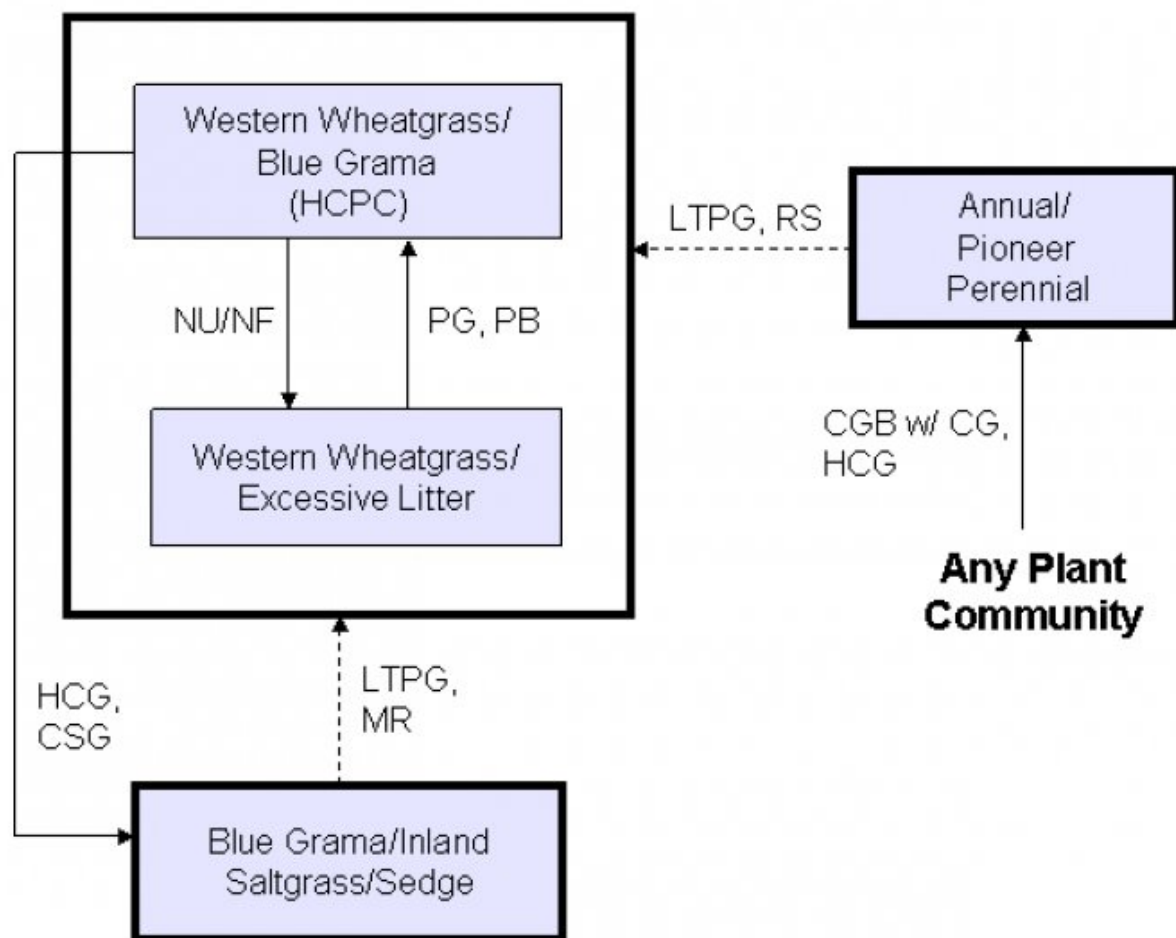 Western Wheatgrass/
Blue Grama
(HCPC)
NU/NF
PG, PB
Western Wheatgrass/
Excessive Litter
LTPG, RS
Annual/
Pioneer
Perennial
CGB w/ CG,
HCG
Any Plant
Community
HCG,
CSG
LTPG,
MR
Blue Grama/Inland
Saltgrass/Sedge